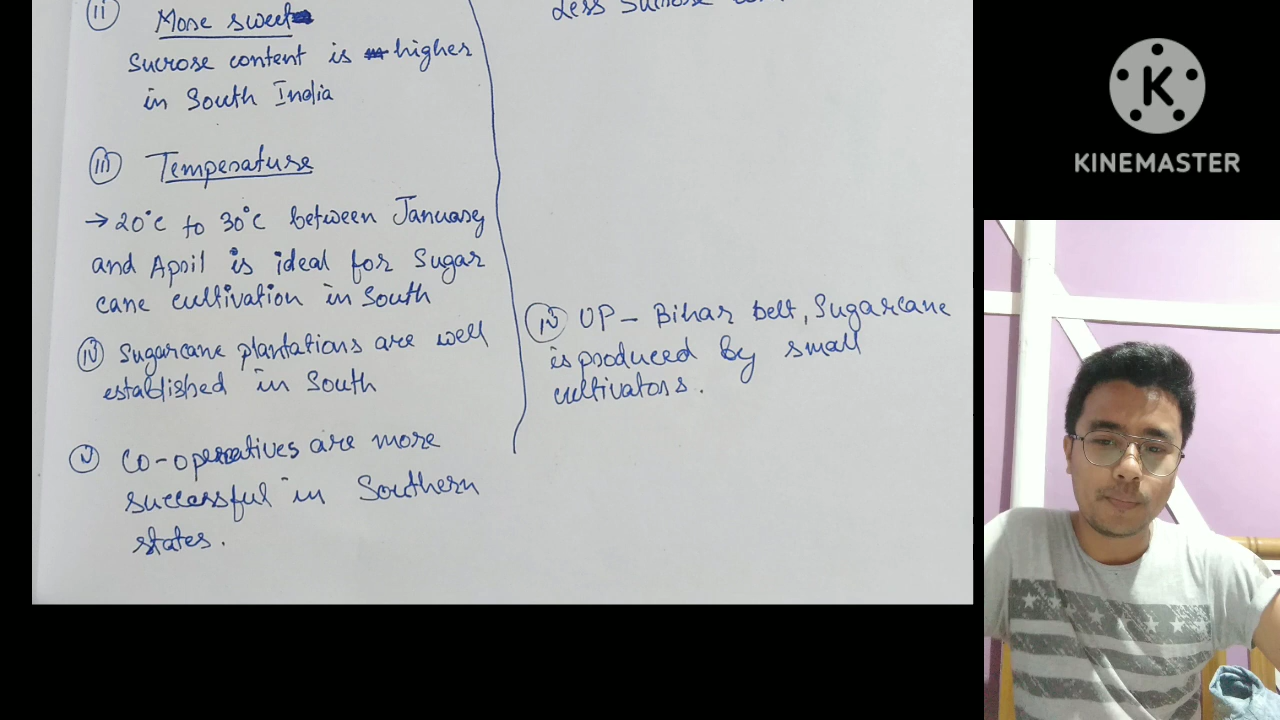 ii More sweet
Sucrose content is higher
in South India
iii Temperature
→ 20°c to 30°c between January
and April is ideal for Sugar
cane cultivation in South
iv Sugarcane plantations are well
established in South
v Co-operatives are more
successful in Southern
states.
Less Sucrose
iv UP - Bihar belt, Sugarcane
is produced by small
cultivators.
K
KINEMASTER